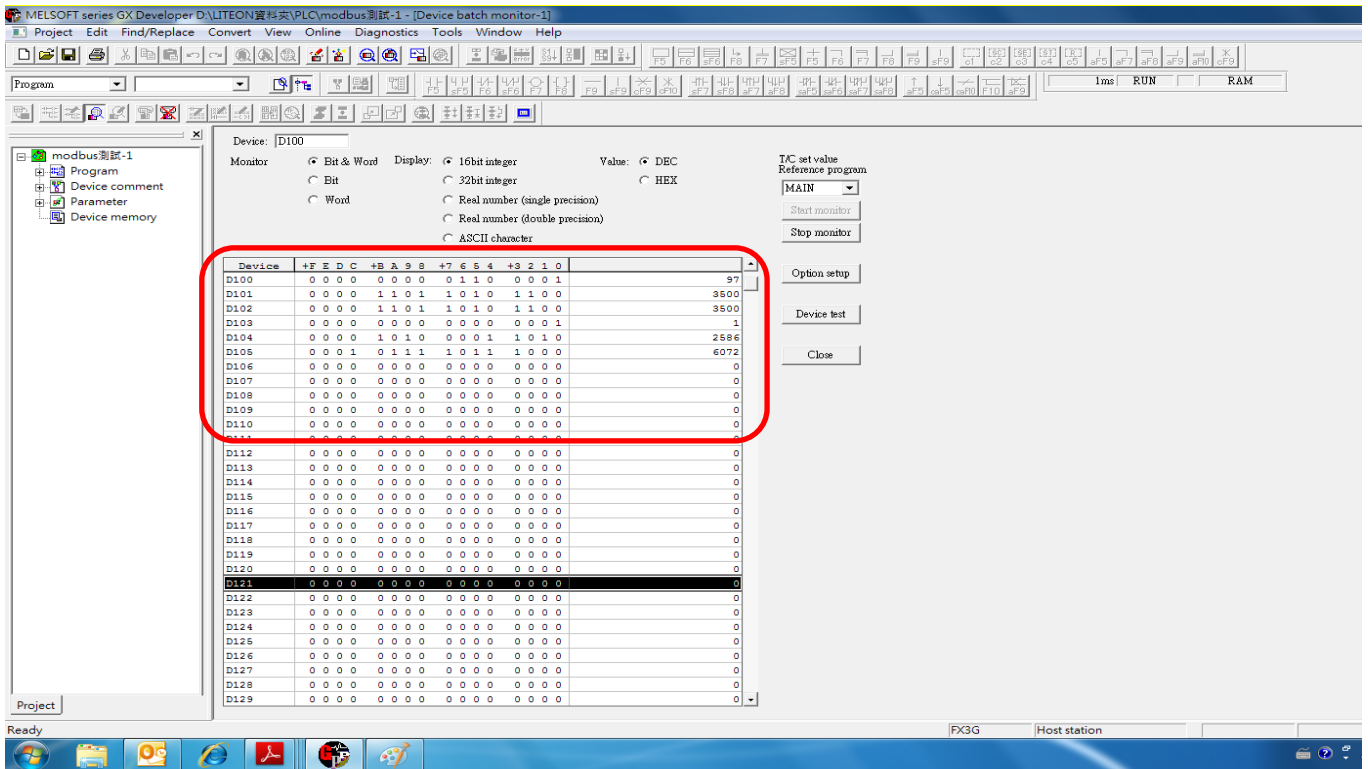 MELSOFT series GX Developer D:\LITEON資料夾\PLC\modbus測試-1 - [Device batch monitor-1]
Project Edit Find/Replace Convert View Online Diagnostics Tools Window Help
Program
1ms RUN RAM
modbus測試-1
Program
Device comment
Parameter
Device memory
Project
Device: D100
Monitor Bit & Word Display: 16bit integer Value: DEC
Bit 32bit integer HEX
Word Real number (single precision)
Real number (double precision)
ASCII character
T/C set value
Reference program
MAIN
Start monitor
Stop monitor
Option setup
Device test
Close
Device +F E D C +B A 9 8 +7 6 5 4 +3 2 1 0
D100 0 0 0 0 0 0 0 0 0 1 1 0 0 0 0 1 97
D101 0 0 0 0 1 1 0 1 1 0 1 0 1 1 0 0 3500
D102 0 0 0 0 1 1 0 1 1 0 1 0 1 1 0 0 3500
D103 0 0 0 0 0 0 0 0 0 0 0 0 0 0 0 1 1
D104 0 0 0 0 1 0 1 0 0 0 0 1 1 0 1 0 2586
D105 0 0 0 1 0 1 1 1 1 0 1 1 1 0 0 0 6072
D106 0 0 0 0 0 0 0 0 0 0 0 0 0 0 0 0 0
D107 0 0 0 0 0 0 0 0 0 0 0 0 0 0 0 0 0
D108 0 0 0 0 0 0 0 0 0 0 0 0 0 0 0 0 0
D109 0 0 0 0 0 0 0 0 0 0 0 0 0 0 0 0 0
D110 0 0 0 0 0 0 0 0 0 0 0 0 0 0 0 0 0
D111 0 0 0 0 0 0 0 0 0 0 0 0 0 0 0 0 0
D112 0 0 0 0 0 0 0 0 0 0 0 0 0 0 0 0 0
D113 0 0 0 0 0 0 0 0 0 0 0 0 0 0 0 0 0
D114 0 0 0 0 0 0 0 0 0 0 0 0 0 0 0 0 0
D115 0 0 0 0 0 0 0 0 0 0 0 0 0 0 0 0 0
D116 0 0 0 0 0 0 0 0 0 0 0 0 0 0 0 0 0
D117 0 0 0 0 0 0 0 0 0 0 0 0 0 0 0 0 0
D118 0 0 0 0 0 0 0 0 0 0 0 0 0 0 0 0 0
D119 0 0 0 0 0 0 0 0 0 0 0 0 0 0 0 0 0
D120 0 0 0 0 0 0 0 0 0 0 0 0 0 0 0 0 0
D121 0 0 0 0 0 0 0 0 0 0 0 0 0 0 0 0 0
D122 0 0 0 0 0 0 0 0 0 0 0 0 0 0 0 0 0
D123 0 0 0 0 0 0 0 0 0 0 0 0 0 0 0 0 0
D124 0 0 0 0 0 0 0 0 0 0 0 0 0 0 0 0 0
D125 0 0 0 0 0 0 0 0 0 0 0 0 0 0 0 0 0
D126 0 0 0 0 0 0 0 0 0 0 0 0 0 0 0 0 0
D127 0 0 0 0 0 0 0 0 0 0 0 0 0 0 0 0 0
D128 0 0 0 0 0 0 0 0 0 0 0 0 0 0 0 0 0
D129 0 0 0 0 0 0 0 0 0 0 0 0 0 0 0 0 0
Ready FX3G Host station